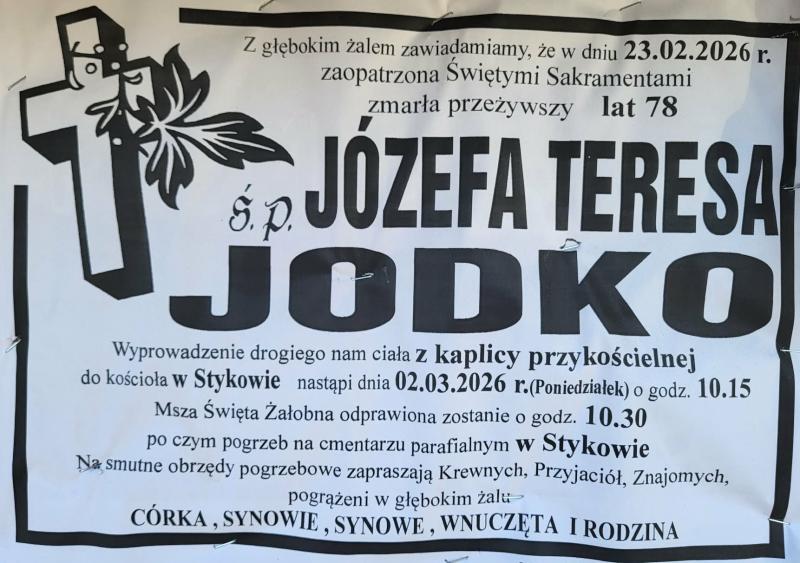 Z głębokim żalem zawiadamiamy, że w dniu 23.02.2026 r.
zaopatrzona Świętymi Sakramentami
zmarła przeżywszy lat 78
Ś.p. JÓZEFA TERESA
JODKO
Wyprowadzenie drogiego nam ciała z kaplicy przykościelnej
do kościoła w Stykowie nastąpi dnia 02.03.2026 r.(Poniedziałek) o godz. 10.15
Msza Święta Żałobna odprawiona zostanie o godz. 10.30
po czym pogrzeb na cmentarzu parafialnym w Stykowie
Na smutne obrzędy pogrzebowe zapraszają Krewnych, Przyjaciół, Znajomych,
pogrążeni w głębokim żalu
CÓRKA , SYNOWIE , SYNOWE , WNUCZĘTA I RODZINA